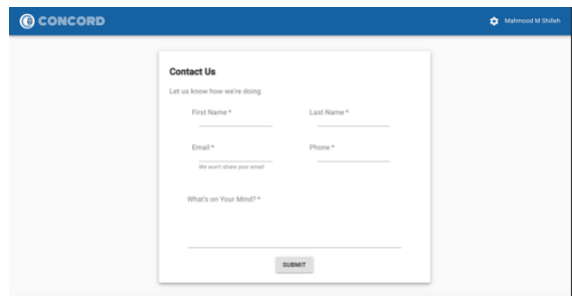 CONCORD
Mahmood M Shilleh
Contact Us
Let us know how we're doing
First Name *
Last Name *
Email *
Phone *
We won't share your email
What's on Your Mind? *
SUBMIT